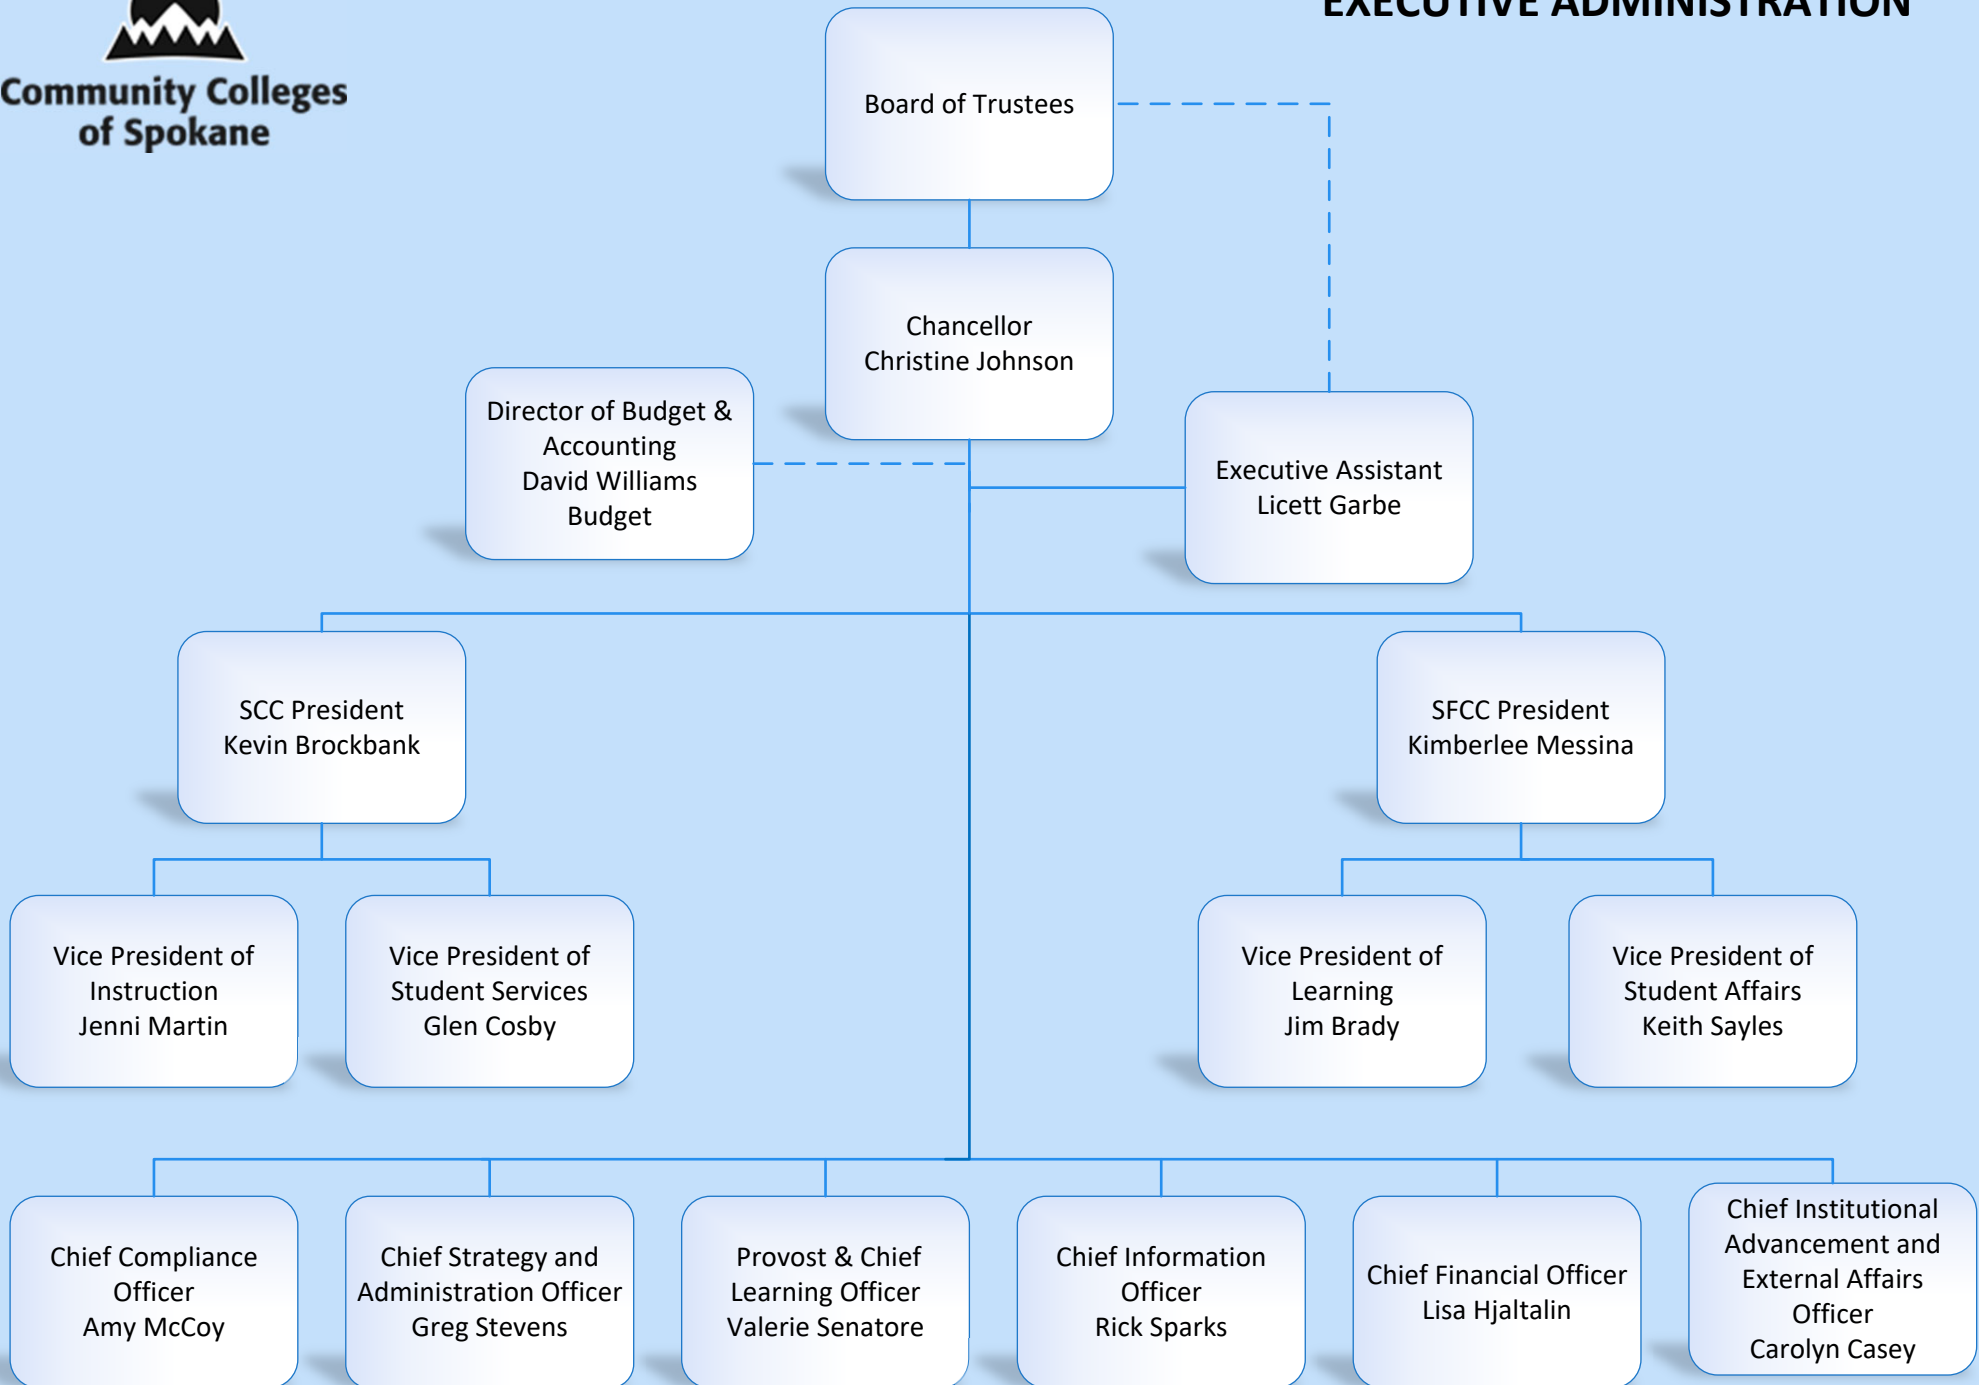 EXECUTIVE ADMINISTRATION
Community Colleges
of Spokane
Board of Trustees
Chancellor
Christine Johnson
Director of Budget &
Accounting
David Williams
Budget
Executive Assistant
Licett Garbe
SCC President
Kevin Brockbank
SFCC President
Kimberlee Messina
Vice President of
Instruction
Jenni Martin
Vice President of
Student Services
Glen Cosby
Vice President of
Learning
Jim Brady
Vice President of
Student Affairs
Keith Sayles
Chief Compliance
Officer
Amy McCoy
Chief Strategy and
Administration Officer
Greg Stevens
Provost & Chief
Learning Officer
Valerie Senatore
Chief Information
Officer
Rick Sparks
Chief Financial Officer
Lisa Hjaltalin
Chief Institutional
Advancement and
External Affairs
Officer
Carolyn Casey